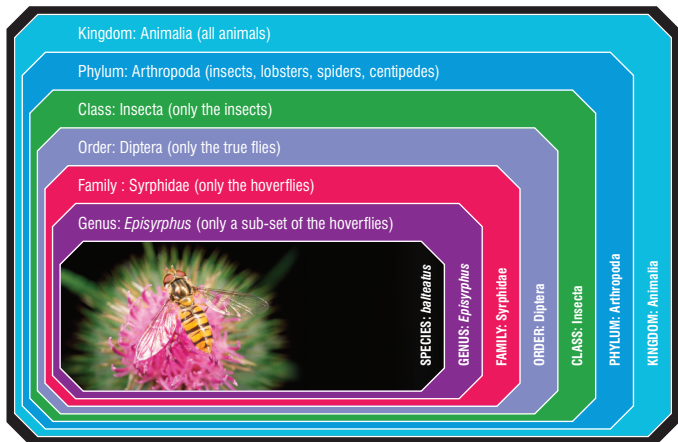 Kingdom: Animalia (all animals)
Phylum: Arthropoda (insects, lobsters, spiders, centipedes)
Class: Insecta (only the insects)
Order: Diptera (only the true flies)
Family : Syrphidae (only the hoverflies)
Genus: Episyrphus (only a sub-set of the hoverflies)
SPECIES: balteatus
GENUS: Episyrphus
FAMILY: Syrphidae
ORDER: Diptera
CLASS: Insecta
PHYLUM: Arthropoda
KINGDOM: Animalia